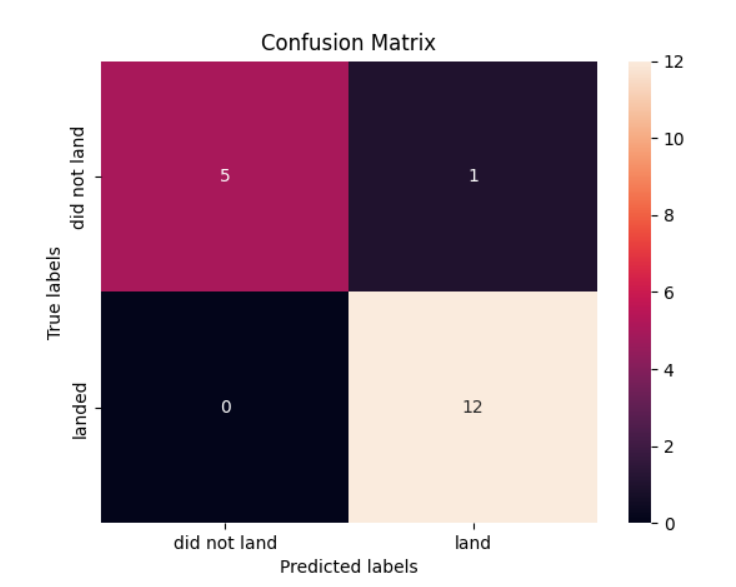 Confusion Matrix
12
10
8
6
4
2
0
did not land
landed
True labels
5
1
0
12
did not land
land
Predicted labels